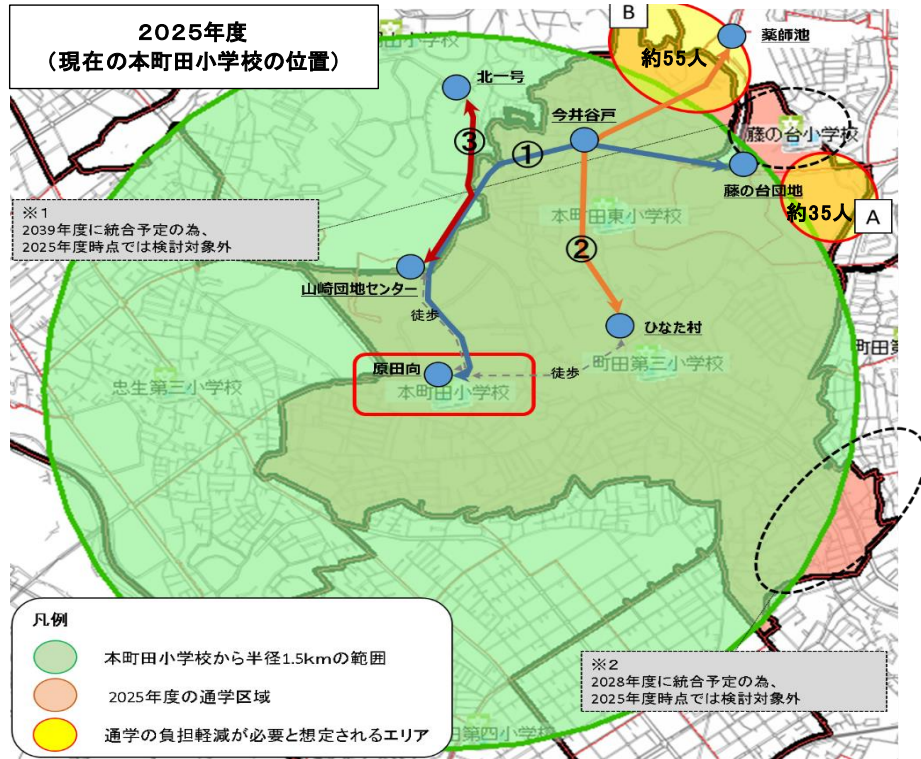 2025年度
(現在の本町田小学校の位置)
B
薬師池
約55人
北一号
今井谷戸
③
①
藤の台小学校
藤の台団地
約35人
A
※1
2039年度に統合予定の為、
2025年度時点では検討対象外
本町田東小学校
②
山崎団地センター
徒歩
ひなた村
原田向
徒歩
町田第三小学校
本町田小学校
忠生第三小学校
町田第
凡例
本町田小学校から半径1.5kmの範囲
2025年度の通学区域
通学の負担軽減が必要と想定されるエリア
※2
2028年度に統合予定の為、
2025年度時点では検討対象外
田第四小学校